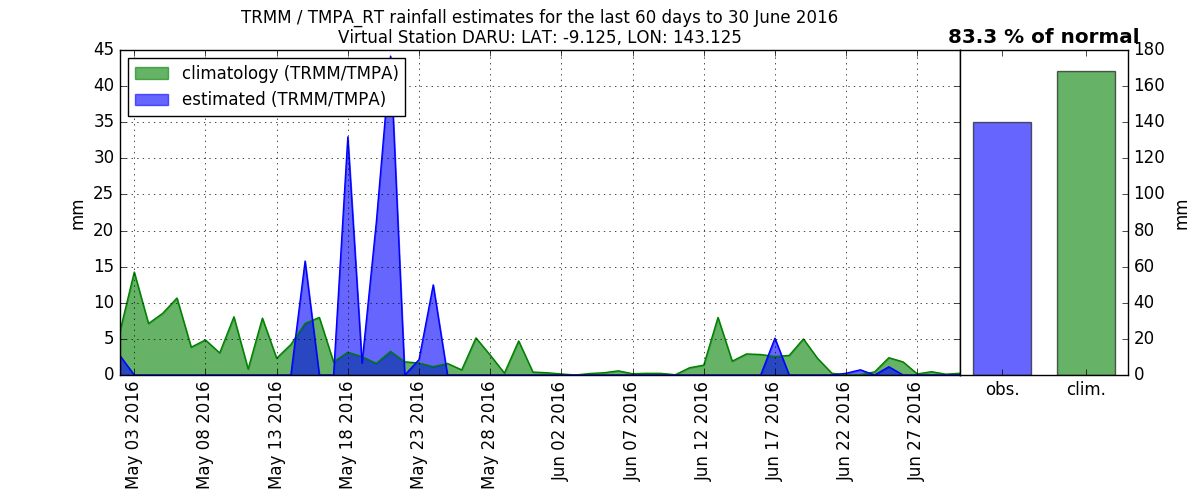 TRMM / TMPA_RT rainfall estimates for the last 60 days to 30 June 2016
Virtual Station DARU: LAT: -9.125, LON: 143.125
83.3 % of normal
climatology (TRMM/TMPA)
estimated (TRMM/TMPA)
mm
45
40
35
30
25
20
15
10
5
0
May 03 2016
May 08 2016
May 13 2016
May 18 2016
May 23 2016
May 28 2016
Jun 02 2016
Jun 07 2016
Jun 12 2016
Jun 17 2016
Jun 22 2016
Jun 27 2016
obs.
clim.
180
160
140
120
100
80
60
40
20
0
mm